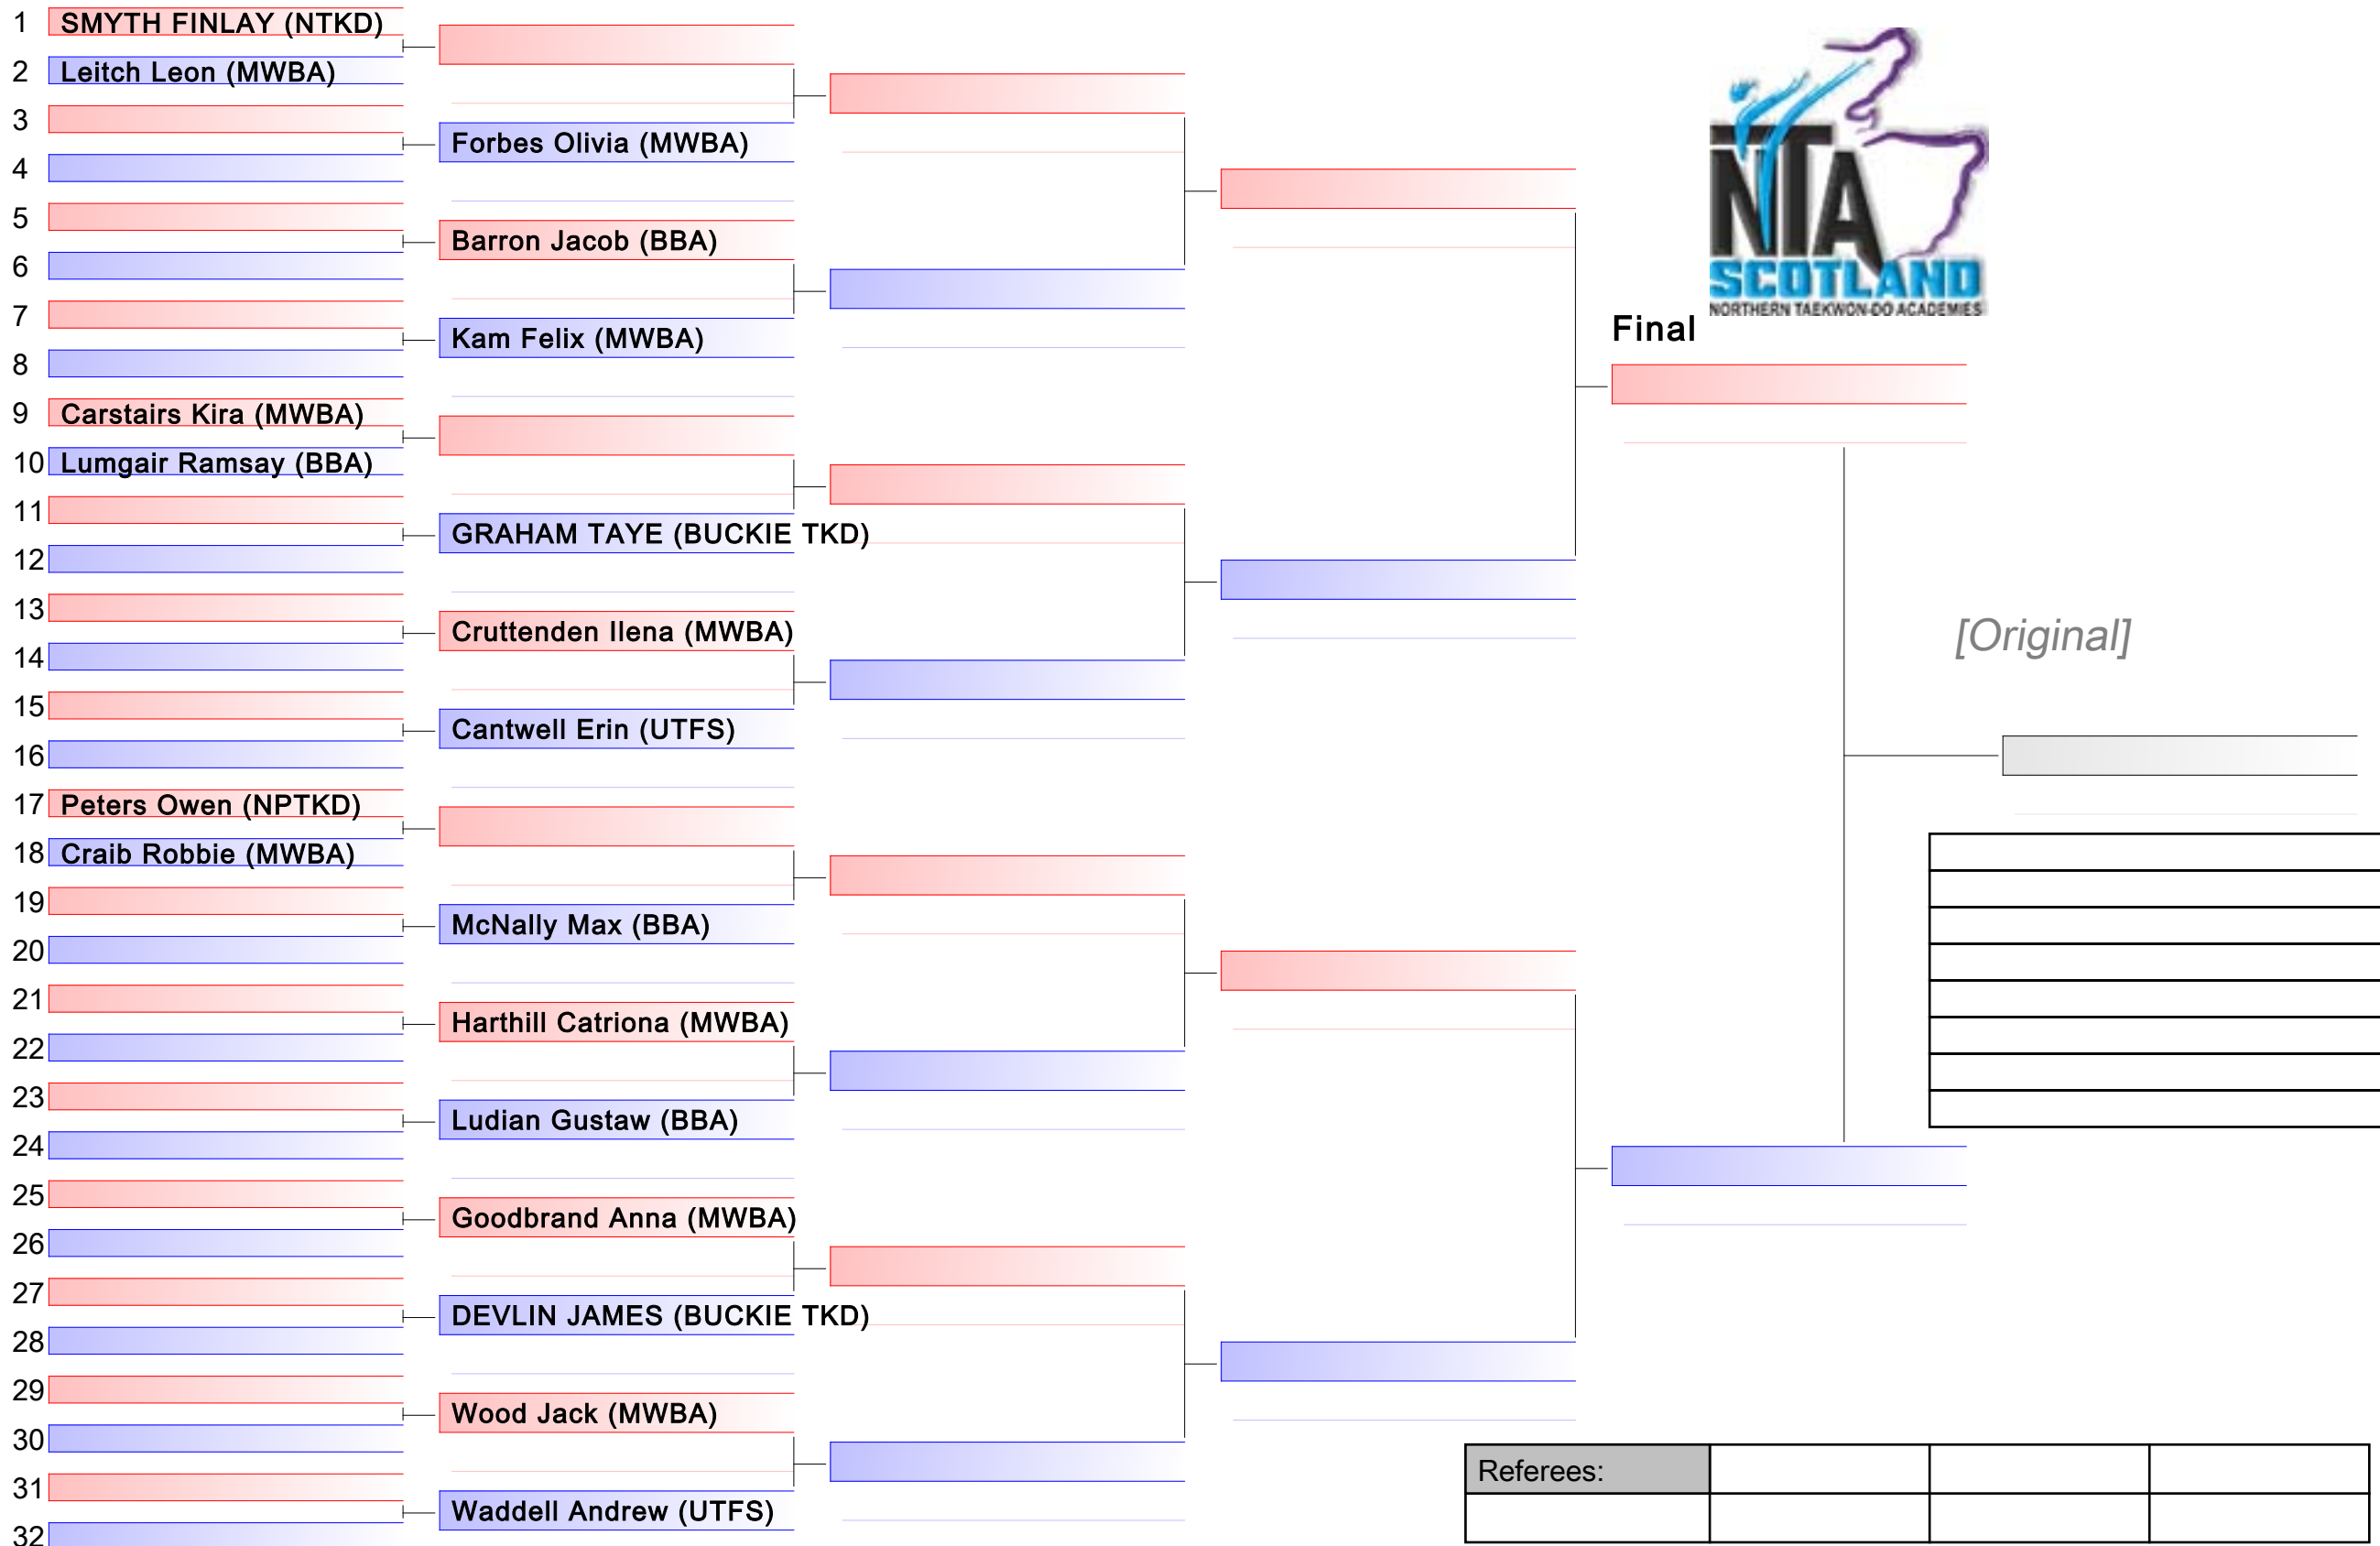 1 SMYTH FINLAY (NTKD)
2 Leitch Leon (MWBA)
3
Forbes Olivia (MWBA)
4
5
Barron Jacob (BBA)
6
7
Kam Felix (MWBA)
8
9 Carstairs Kira (MWBA)
10 Lumgair Ramsay (BBA)
11
GRAHAM TAYE (BUCKIE TKD)
12
13
Cruttenden Ilena (MWBA)
14
15
Cantwell Erin (UTFS)
16
17 Peters Owen (NPTKD)
18 Craib Robbie (MWBA)
19
McNally Max (BBA)
20
21
Harthill Catriona (MWBA)
22
23
Ludian Gustaw (BBA)
24
25
Goodbrand Anna (MWBA)
26
27
DEVLIN JAMES (BUCKIE TKD)
28
29
Wood Jack (MWBA)
30
31
Waddell Andrew (UTFS)
32
NTA
SCOTLAND
NORTHERN TAEKWON-DO ACADEMIES
Final
[Original]
Referees: